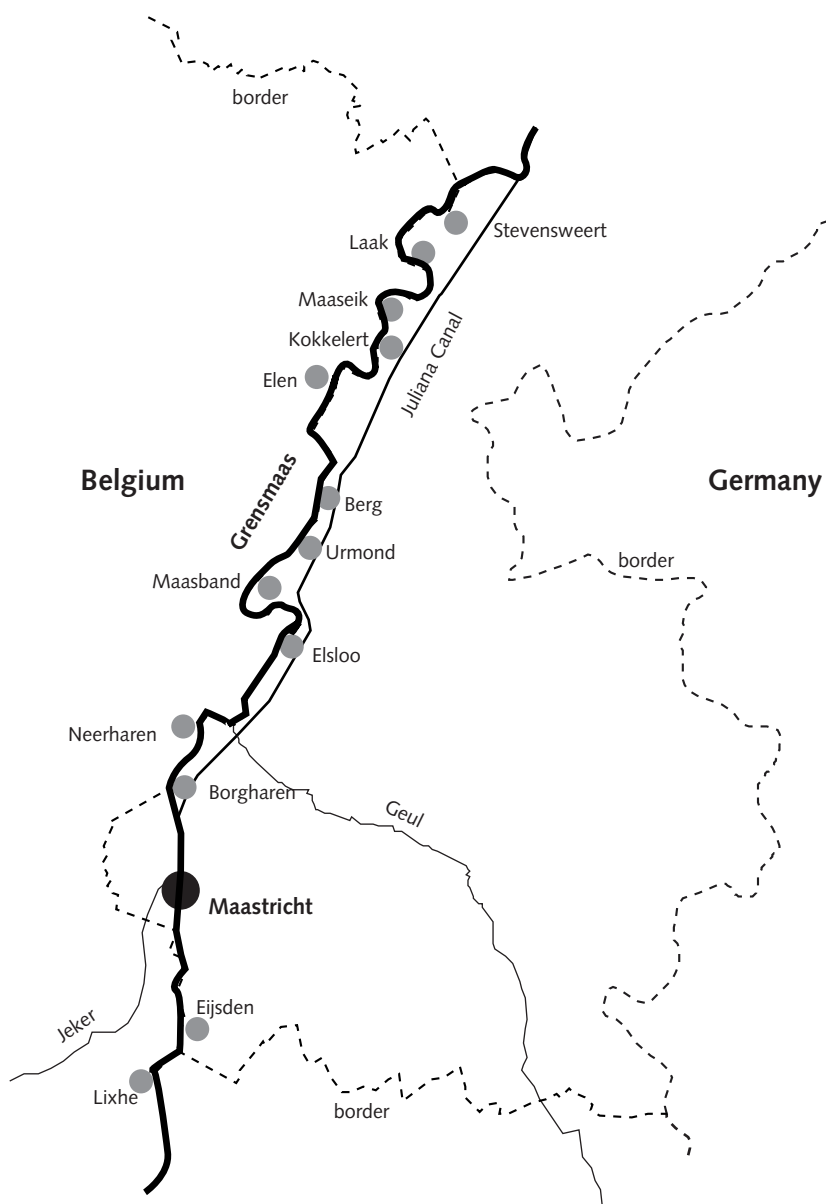 border
Stevensweert
Laak
Maaseik
Kokkelert
Juliana Canal
Elen
Belgium
Grensmaas
Germany
Berg
Urmond
border
Maasband
Elsloo
Neerharen
Borgharen
Geul
Maastricht
Eijsden
Jeker
Lixhe
border